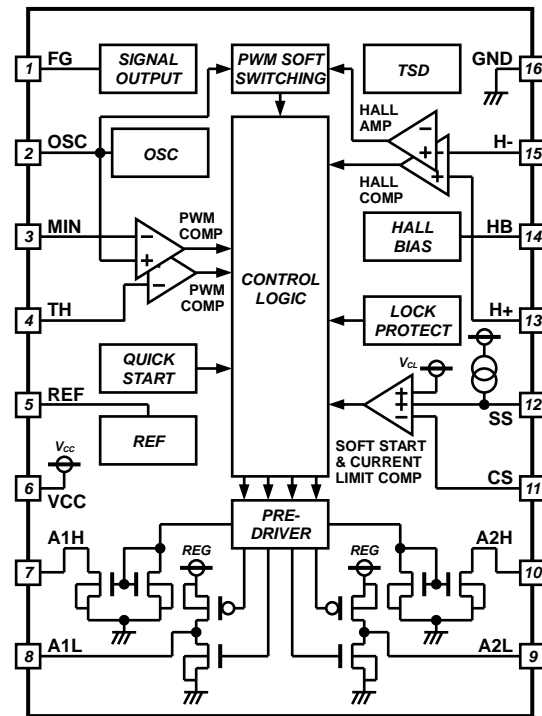 FG
SIGNAL
OUTPUT
PWM SOFT
SWITCHING
TSD
GND
1
16
HALL
AMP
OSC
H-
2
OSC
15
HALL
COMP
MIN
HALL
BIAS
HB
3
14
PWM
COMP
CONTROL
LOGIC
TH
PWM
COMP
LOCK
PROTECT
H+
4
13
QUICK
START
VCL
REF
5
12
SS
REF
SOFT START
& CURRENT
LIMIT COMP
VCC
CS
6
11
VCC
PRE-
DRIVER
A1H
A2H
REG
REG
7
10
A1L
A2L
8
9